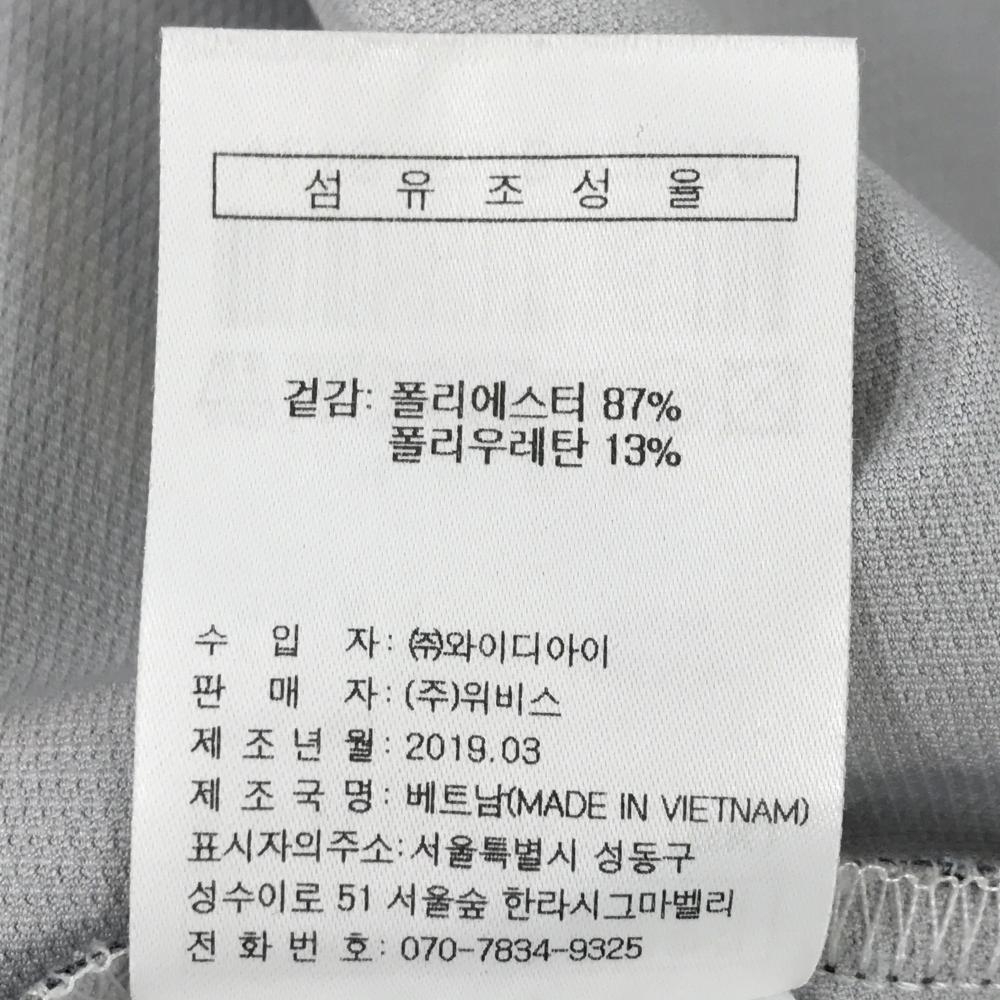 섬 유 조 성 율
겉감: 폴리에스터 87%
폴리우레탄 13%
수 입 자: ㈜와이디아이
판 매 자: (주)위비스
제 조 년 월: 2019.03
제 조 국 명: 베트남(MADE IN VIETNAM)
표시자의주소: 서울특별시 성동구
성수이로 51 서울숲 한라시그마밸리
전 화 번 호: 070-7834-9325